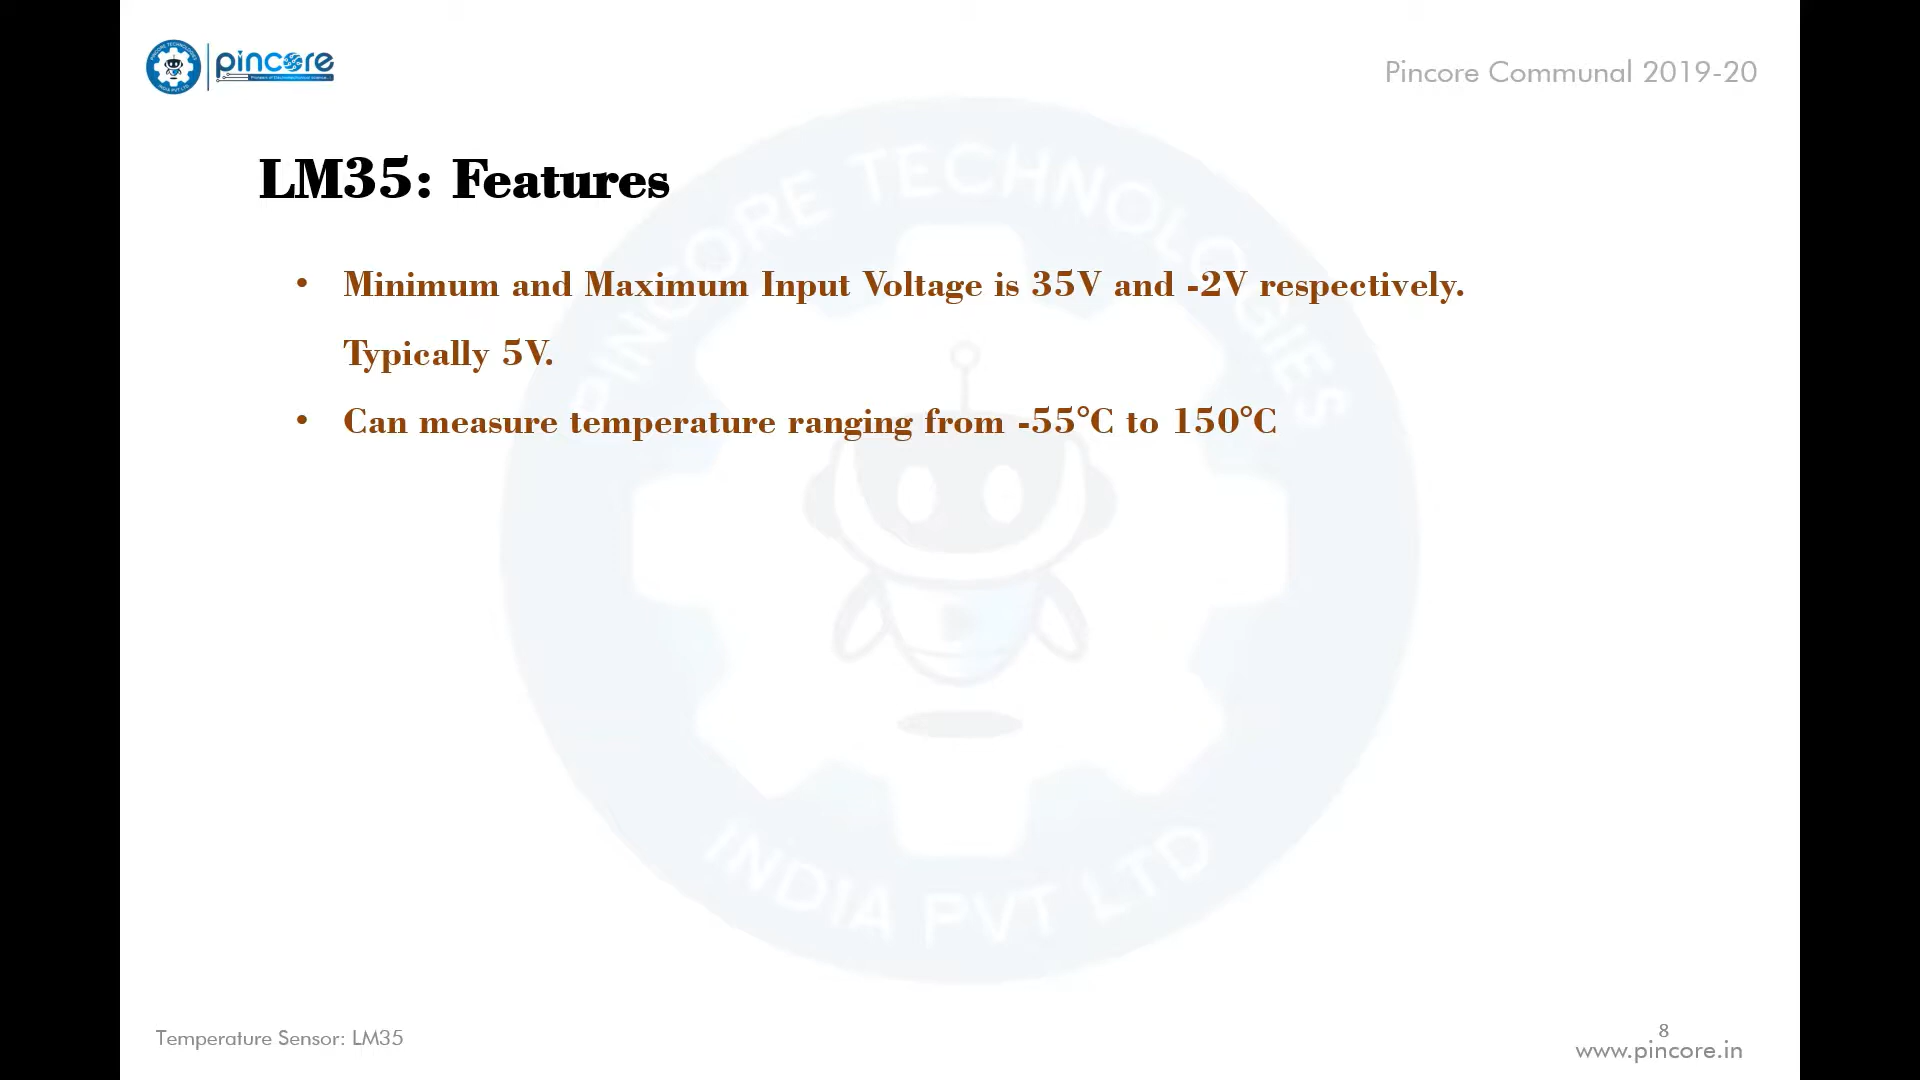 pincore
Pincore Communal 2019-20
PINCORE TECHNOLOGIES
LM35: Features
• Minimum and Maximum Input Voltage is 35V and -2V respectively.
Typically 5V.
• Can measure temperature ranging from -55°C to 150°C
INDIA PVT LTD
Temperature Sensor: LM35
8
www.pincore.in